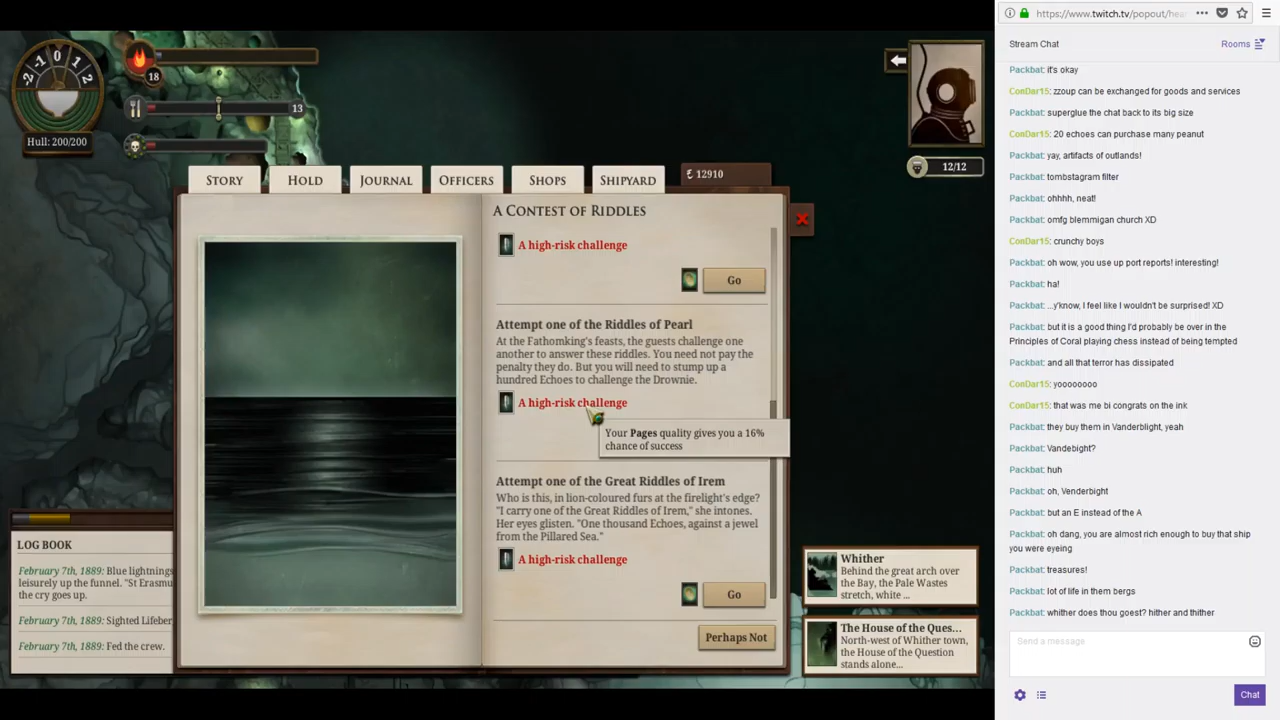 https://www.twitch.tv/popout/hea
Stream Chat
Rooms
2 -1 0 1 2
18
13
Hull: 200/200
12/12
STORY
HOLD
JOURNAL
OFFICERS
SHOPS
SHIPYARD
12910
A Contest of Riddles
A high-risk challenge
Go
Attempt one of the Riddles of Pearl
At the Fathomking's feasts, the guests challenge one
another to answer these riddles. You need not pay the
penalty they do. But you will need to stump up a
hundred Echoes to challenge the Drownie.
A high-risk challenge
Your Pages quality gives you a 16%
chance of success
Attempt one of the Great Riddles of Irem
Who is this, in lion-coloured furs at the firelight's edge?
"I carry one of the Great Riddles of Irem," she intones.
Her eyes glisten. "One thousand Echoes, against a jewel
from the Pillared Sea."
A high-risk challenge
Go
Perhaps Not
LOG BOOK
February 7th, 1889: Blue lightnings
leisurely up the funnel. "St Erasmu
the cry goes up.
February 7th, 1889: Sighted Lifeber
February 7th, 1889: Fed the crew.
Whither
Behind the great arch over
the Bay, the Pale Wastes
stretch, white ...
The House of the Ques...
North-west of Whither town,
the House of the Question
stands alone...
Packbat: it's okay
ConDar15: zzoup can be exchanged for goods and services
Packbat: superglue the chat back to its big size
ConDar15: 20 echoes can purchase many peanut
Packbat: yay, artifacts of outlands!
Packbat: tombstagram filter
Packbat: ohhhh, neat!
Packbat: omfg blemmigan church XD
ConDar15: crunchy boys
Packbat: oh wow, you use up port reports! interesting!
Packbat: ha!
Packbat: ...y'know, I feel like I wouldn't be surprised! XD
Packbat: but it is a good thing I'd probably be over in the
Principles of Coral playing chess instead of being tempted
Packbat: and all that terror has dissipated
ConDar15: yoooooooo
ConDar15: that was me bi congrats on the ink
Packbat: they buy them in Vanderblight, yeah
Packbat: Vandebight?
Packbat: huh
Packbat: oh, Venderbight
Packbat: but an E instead of the A
Packbat: oh dang, you are almost rich enough to buy that ship
you were eyeing
Packbat: treasures!
Packbat: lot of life in them bergs
Packbat: whither does thou goest? hither and thither
Send a message
Chat